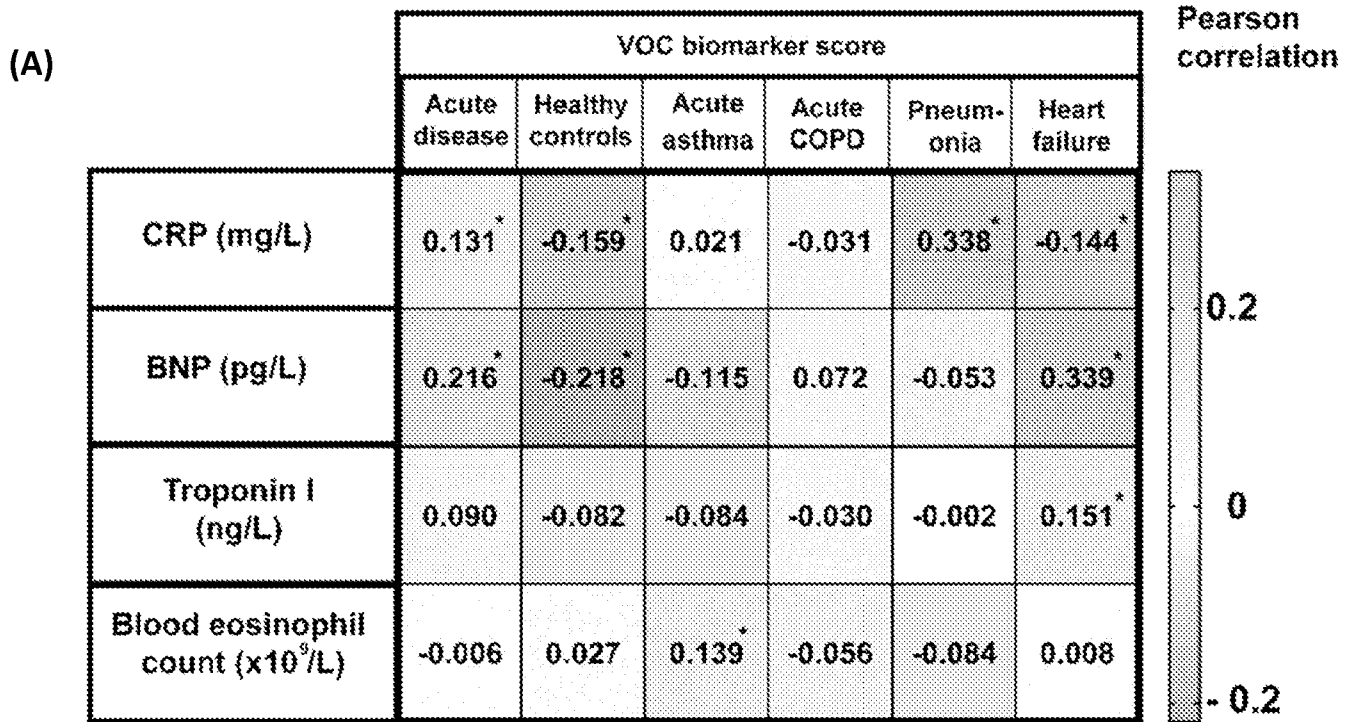 (A)
VOC biomarker score
Pearson
correlation
Acute
disease
Healthy
controls
Acute
asthma
Acute
COPD
Pneum-
onia
Heart
failure
CRP (mg/L)
0.131*
-0.159*
0.021
-0.031
0.338*
-0.144*
BNP (pg/L)
0.216*
-0.218*
-0.115
0.072
-0.053
0.339*
Troponin I
(ng/L)
0.090
-0.082
-0.084
-0.030
-0.002
0.151*
Blood eosinophil
count (x10⁹/L)
-0.006
0.027
0.139*
-0.056
-0.084
0.008
0.2
0
- 0.2